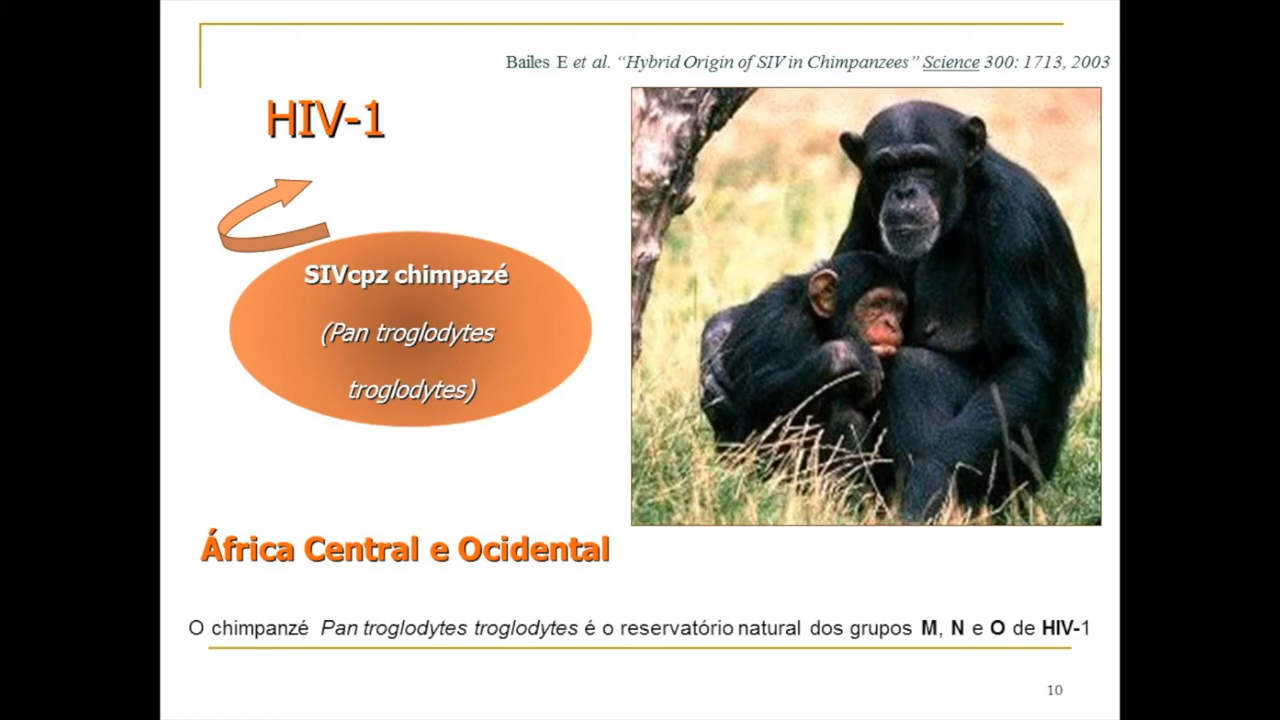 Bailes E et al. “Hybrid Origin of SIV in Chimpanzees” Science 300: 1713, 2003
HIV-1
SIVcpz chimpazé
(Pan troglodytes
troglodytes)
África Central e Ocidental
O chimpanzé Pan troglodytes troglodytes é o reservatório natural dos grupos M, N e O de HIV-1
10